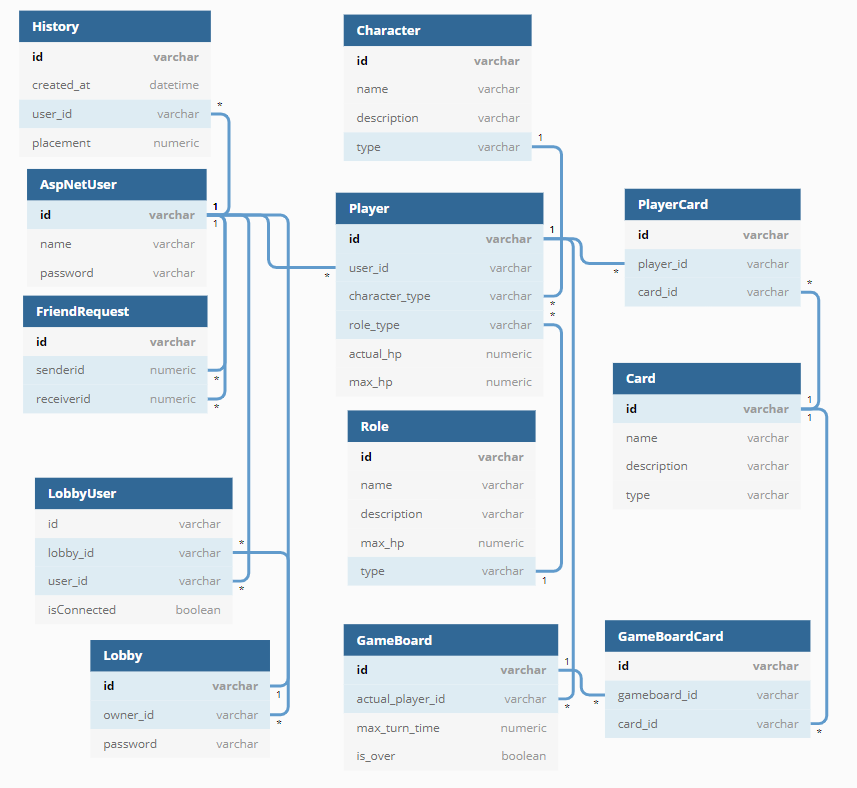 History
id varchar
created_at datetime
user_id varchar
placement numeric
*
AspNetUser
id varchar
name varchar
password varchar
1
1
FriendRequest
id varchar
senderid numeric
receiverid numeric
*
*
LobbyUser
id varchar
lobby_id varchar
user_id varchar
isConnected boolean
*
*
Lobby
id varchar
owner_id varchar
password varchar
1
*
Character
id varchar
name varchar
description varchar
type varchar
1
Player
id varchar
user_id varchar
character_type varchar
role_type varchar
actual_hp numeric
max_hp numeric
1
*
*
*
Role
id varchar
name varchar
description varchar
max_hp numeric
type varchar
1
GameBoard
id varchar
actual_player_id varchar
max_turn_time numeric
is_over boolean
1
*
PlayerCard
id varchar
player_id varchar
card_id varchar
*
*
Card
id varchar
name varchar
description varchar
type varchar
1
1
GameBoardCard
id varchar
gameboard_id varchar
card_id varchar
*
*